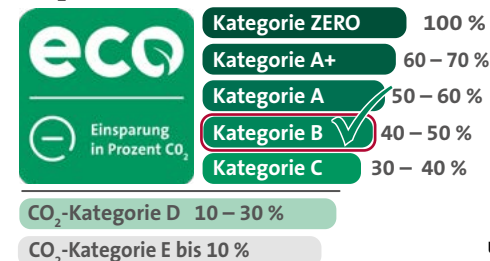 eco
Einsparung
in Prozent CO₂
Kategorie ZERO 100 %
Kategorie A+ 60 – 70 %
Kategorie A 50 – 60 %
Kategorie B 40 – 50 %
Kategorie C 30 – 40 %
CO₂-Kategorie D 10 – 30 %
CO₂-Kategorie E bis 10 %